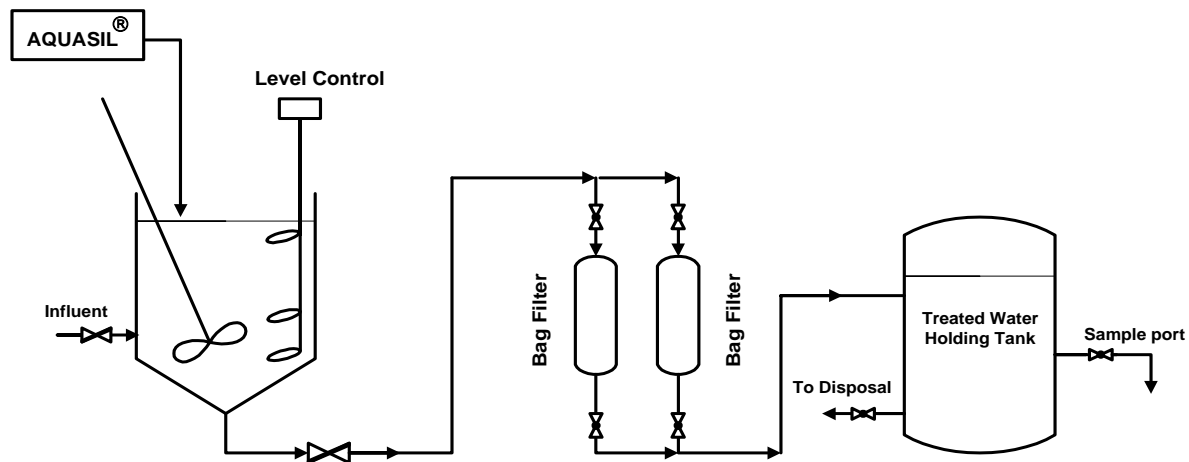 AQUASIL®
Level Control
Influent
Bag Filter
Bag Filter
Treated Water
Holding Tank
Sample port
To Disposal